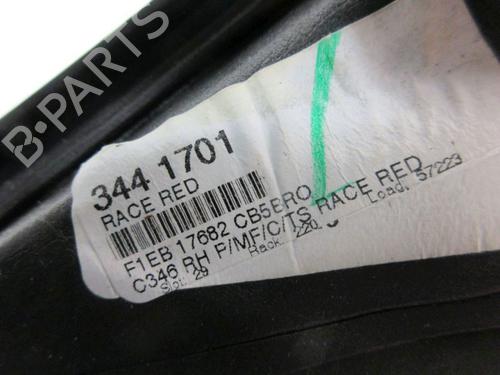 B-PARTS
344 1701
RACE RED
F1EB 17682 CB5BRO
C346 RH P/MF/C/TS RACE RED
Slot: 29 Rack: 220 Load: 57223